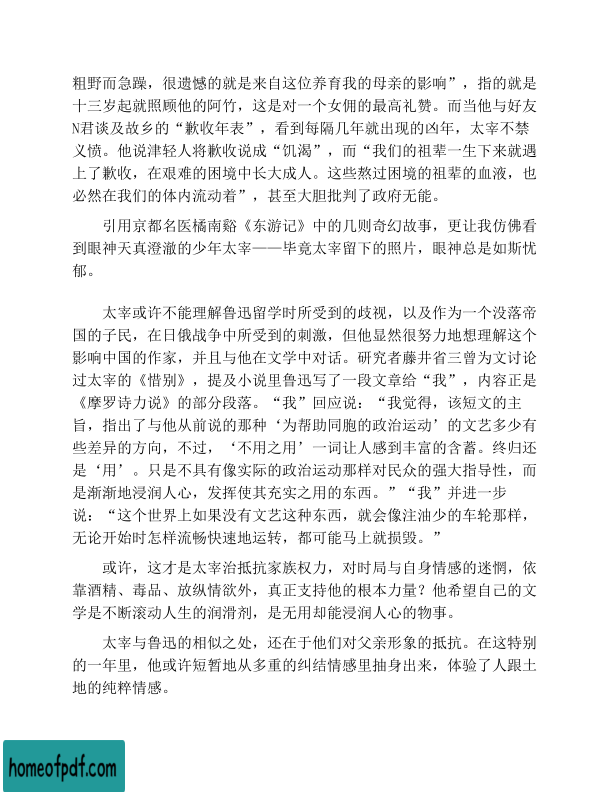 粗野而急躁，很遗憾的就是来自这位养育我的母亲的影响”，指的就是
十三岁起就照顾他的阿竹，这是对一个女佣的最高礼赞。而当他与好友
N君谈及故乡的“歉收年表”，看到每隔几年就出现的凶年，太宰不禁
义愤。他说津轻人将歉收说成“饥渴”，而“我们的祖辈一生下来就遇
上了歉收，在艰难的困境中长大成人。这些熬过困境的祖辈的血液，也
必然在我们的体内流动着”，甚至大胆批判了政府无能。
引用京都名医橘南谿《东游记》中的几则奇幻故事，更让我仿佛看
到眼神天真澄澈的少年太宰——毕竟太宰留下的照片，眼神总是如斯忧
郁。
太宰或许不能理解鲁迅留学时所受到的歧视，以及作为一个没落帝
国的子民，在日俄战争中所受到的刺激，但他显然很努力地想理解这个
影响中国的作家，并且与他在文学中对话。研究者藤井省三曾为文讨论
过太宰的《惜别》，提及小说里鲁迅写了一段文章给“我”，内容正是
《摩罗诗力说》的部分段落。“我”回应说：“我觉得，该短文的主
旨，指出了与他从前说的那种‘为帮助同胞的政治运动’的文艺多少有
些差异的方向，不过，‘不用之用’一词让人感到丰富的含蓄。终归还
是‘用’。只是不具有像实际的政治运动那样对民众的强大指导性，而
是渐渐地浸润人心，发挥使其充实之用的东西。”“我”并进一步
说：“这个世界上如果没有文艺这种东西，就会像注油少的车轮那样，
无论开始时怎样流畅快速地运转，都可能马上就损毁。”
或许，这才是太宰治抵抗家族权力，对时局与自身情感的迷惘，依
靠酒精、毒品、放纵情欲外，真正支持他的根本力量？他希望自己的文
学是不断滚动人生的润滑剂，是无用却能浸润人心的物事。
太宰与鲁迅的相似之处，还在于他们对父亲形象的抵抗。在这特别
的一年里，他或许短暂地从多重的纠结情感里抽身出来，体验了人跟土
地的纯粹情感。
homeofpdf.com